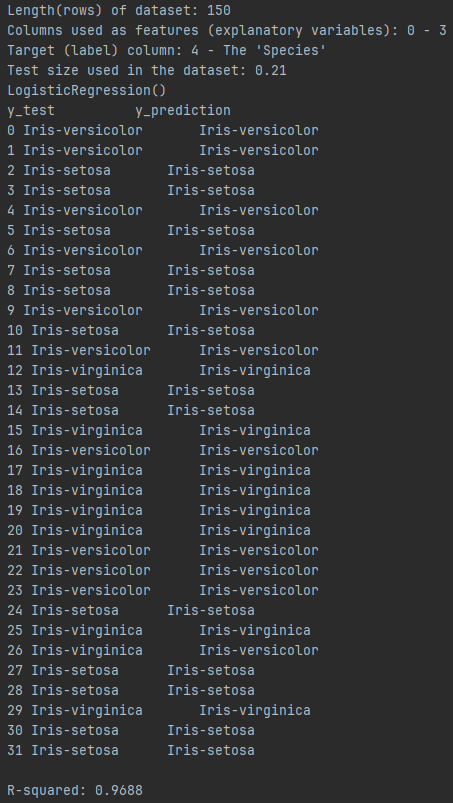 Length(rows) of dataset: 150
Columns used as features (explanatory variables): 0 - 3
Target (label) column: 4 - The 'Species'
Test size used in the dataset: 0.21
LogisticRegression()
y_test          y_prediction
0 Iris-versicolor       Iris-versicolor
1 Iris-versicolor       Iris-versicolor
2 Iris-setosa       Iris-setosa
3 Iris-setosa       Iris-setosa
4 Iris-versicolor       Iris-versicolor
5 Iris-setosa       Iris-setosa
6 Iris-versicolor       Iris-versicolor
7 Iris-setosa       Iris-setosa
8 Iris-setosa       Iris-setosa
9 Iris-versicolor       Iris-versicolor
10 Iris-setosa      Iris-setosa
11 Iris-versicolor      Iris-versicolor
12 Iris-virginica       Iris-virginica
13 Iris-setosa      Iris-setosa
14 Iris-setosa      Iris-setosa
15 Iris-virginica       Iris-virginica
16 Iris-versicolor      Iris-versicolor
17 Iris-virginica       Iris-virginica
18 Iris-virginica       Iris-virginica
19 Iris-virginica       Iris-virginica
20 Iris-virginica       Iris-virginica
21 Iris-versicolor      Iris-versicolor
22 Iris-versicolor      Iris-versicolor
23 Iris-versicolor      Iris-versicolor
24 Iris-setosa      Iris-setosa
25 Iris-virginica       Iris-virginica
26 Iris-virginica       Iris-versicolor
27 Iris-setosa      Iris-setosa
28 Iris-setosa      Iris-setosa
29 Iris-virginica       Iris-virginica
30 Iris-setosa      Iris-setosa
31 Iris-setosa      Iris-setosa
R-squared: 0.9688